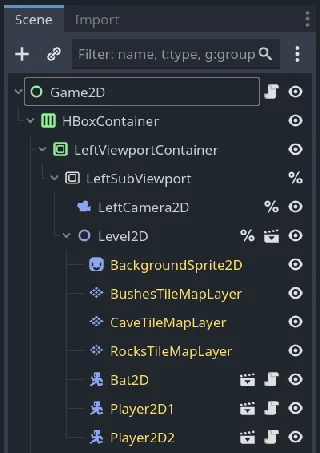 Scene Import
Filter: name, t:type, g:group
Game2D
HBoxContainer
LeftViewportContainer
LeftSubViewport
LeftCamera2D
Level2D
BackgroundSprite2D
BushesTileMapLayer
CaveTileMapLayer
RocksTileMapLayer
Bat2D
Player2D1
Player2D2